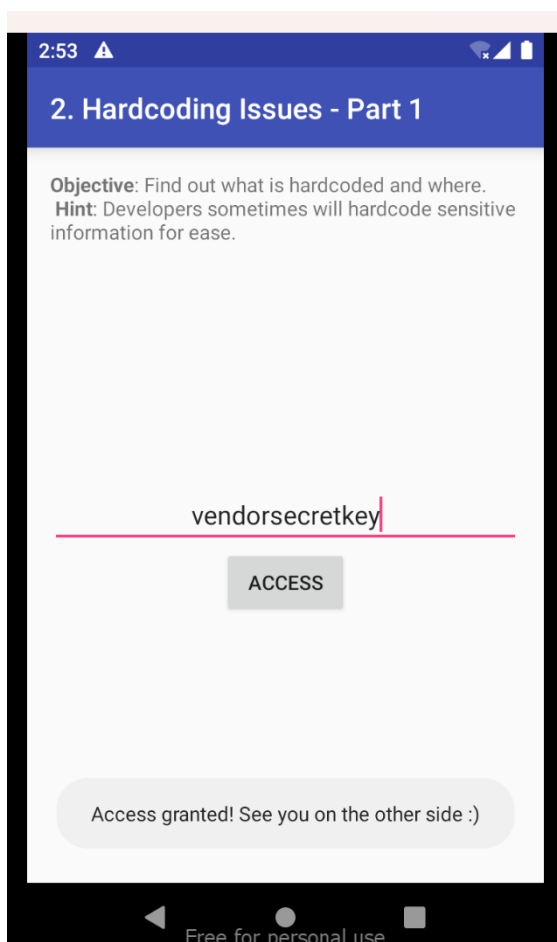 2:53
2. Hardcoding Issues - Part 1
Objective: Find out what is hardcoded and where.
Hint: Developers sometimes will hardcode sensitive
information for ease.
vendorsecretkey
ACCESS
Access granted! See you on the other side :)
Free for personal use